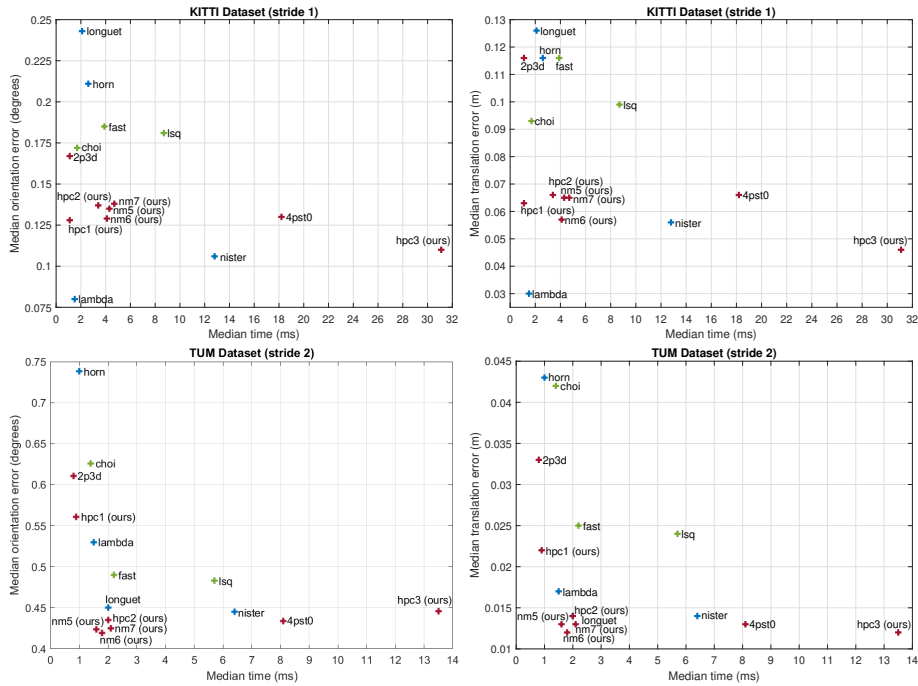 KITTI Dataset (stride 1)
Median orientation error (degrees)
0.25
0.225
0.2
0.175
0.15
0.125
0.1
0.075
longuet
horn
fast
lsq
choi
2p3d
hpc2 (ours)
nm7 (ours)
nm5 (ours)
nm6 (ours)
hpc1 (ours)
4pst0
nister
hpc3 (ours)
lambda
0 2 4 6 8 10 12 14 16 18 20 22 24 26 28 30 32
Median time (ms)
KITTI Dataset (stride 1)
Median translation error (m)
0.13
0.12
0.11
0.1
0.09
0.08
0.07
0.06
0.05
0.04
0.03
longuet
horn
2p3d
fast
lsq
choi
hpc2 (ours)
nm5 (ours)
nm7 (ours)
hpc1 (ours)
nm6 (ours)
4pst0
nister
hpc3 (ours)
lambda
0 2 4 6 8 10 12 14 16 18 20 22 24 26 28 30 32
Median time (ms)
TUM Dataset (stride 2)
Median orientation error (degrees)
0.75
0.7
0.65
0.6
0.55
0.5
0.45
0.4
horn
choi
2p3d
hpc1 (ours)
lambda
fast
lsq
longuet
hpc3 (ours)
nister
nm5 (ours)
hpc2 (ours)
4pst0
nm7 (ours)
nm6 (ours)
0 1 2 3 4 5 6 7 8 9 10 11 12 13 14
Median time (ms)
TUM Dataset (stride 2)
Median translation error (m)
0.045
0.04
0.035
0.03
0.025
0.02
0.015
0.01
horn
choi
2p3d
fast
lsq
hpc1 (ours)
lambda
hpc2 (ours)
nister
nm5 (ours)
longuet
4pst0
hpc3 (ours)
nm7 (ours)
nm6 (ours)
0 1 2 3 4 5 6 7 8 9 10 11 12 13 14
Median time (ms)